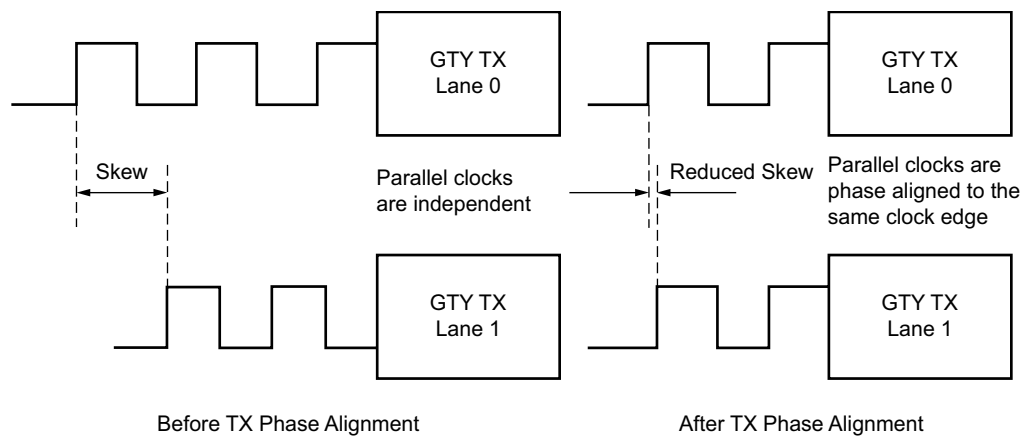 GTY TX
Lane 0
GTY TX
Lane 0
Skew
Parallel clocks
are independent
Reduced Skew
Parallel clocks are
phase aligned to the
same clock edge
GTY TX
Lane 1
GTY TX
Lane 1
Before TX Phase Alignment
After TX Phase Alignment